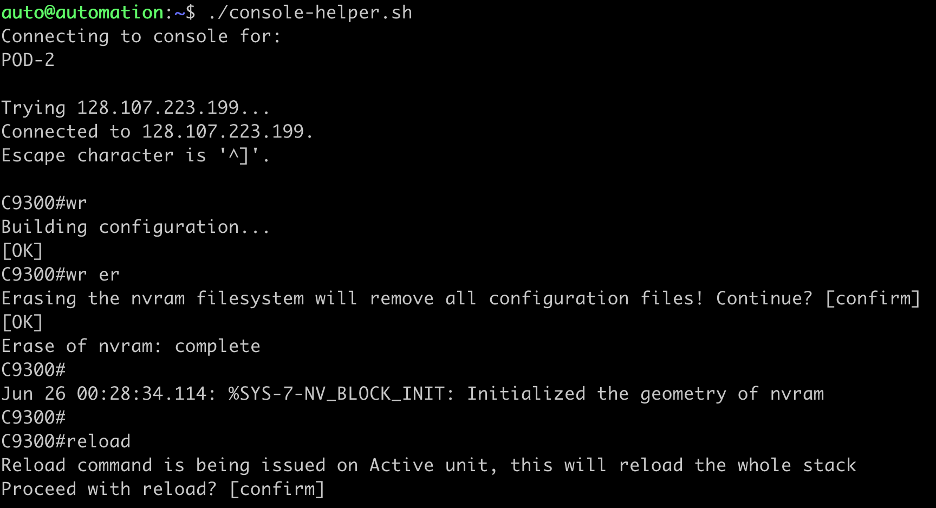 auto@automation:~$ ./console-helper.sh
Connecting to console for:
POD-2
Trying 128.107.223.199...
Connected to 128.107.223.199.
Escape character is '^]'.
C9300#wr
Building configuration...
[OK]
C9300#wr er
Erasing the nvram filesystem will remove all configuration files! Continue? [confirm]
[OK]
Erase of nvram: complete
C9300#
Jun 26 00:28:34.114: %SYS-7-NV_BLOCK_INIT: Initialized the geometry of nvram
C9300#
C9300#reload
Reload command is being issued on Active unit, this will reload the whole stack
Proceed with reload? [confirm]